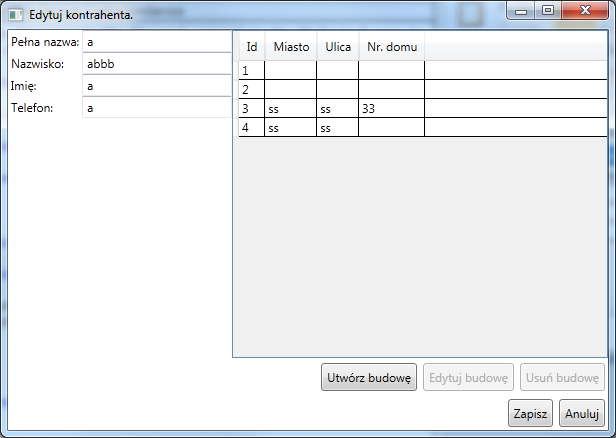 Edytuj kontrahenta.
Pełna nazwa: a
Nazwisko: abbb
Imię: a
Telefon: a
Id Miasto Ulica Nr. domu
1
2
3 ss ss 33
4 ss ss
Utwórz budowę Edytuj budowę Usuń budowę
Zapisz Anuluj